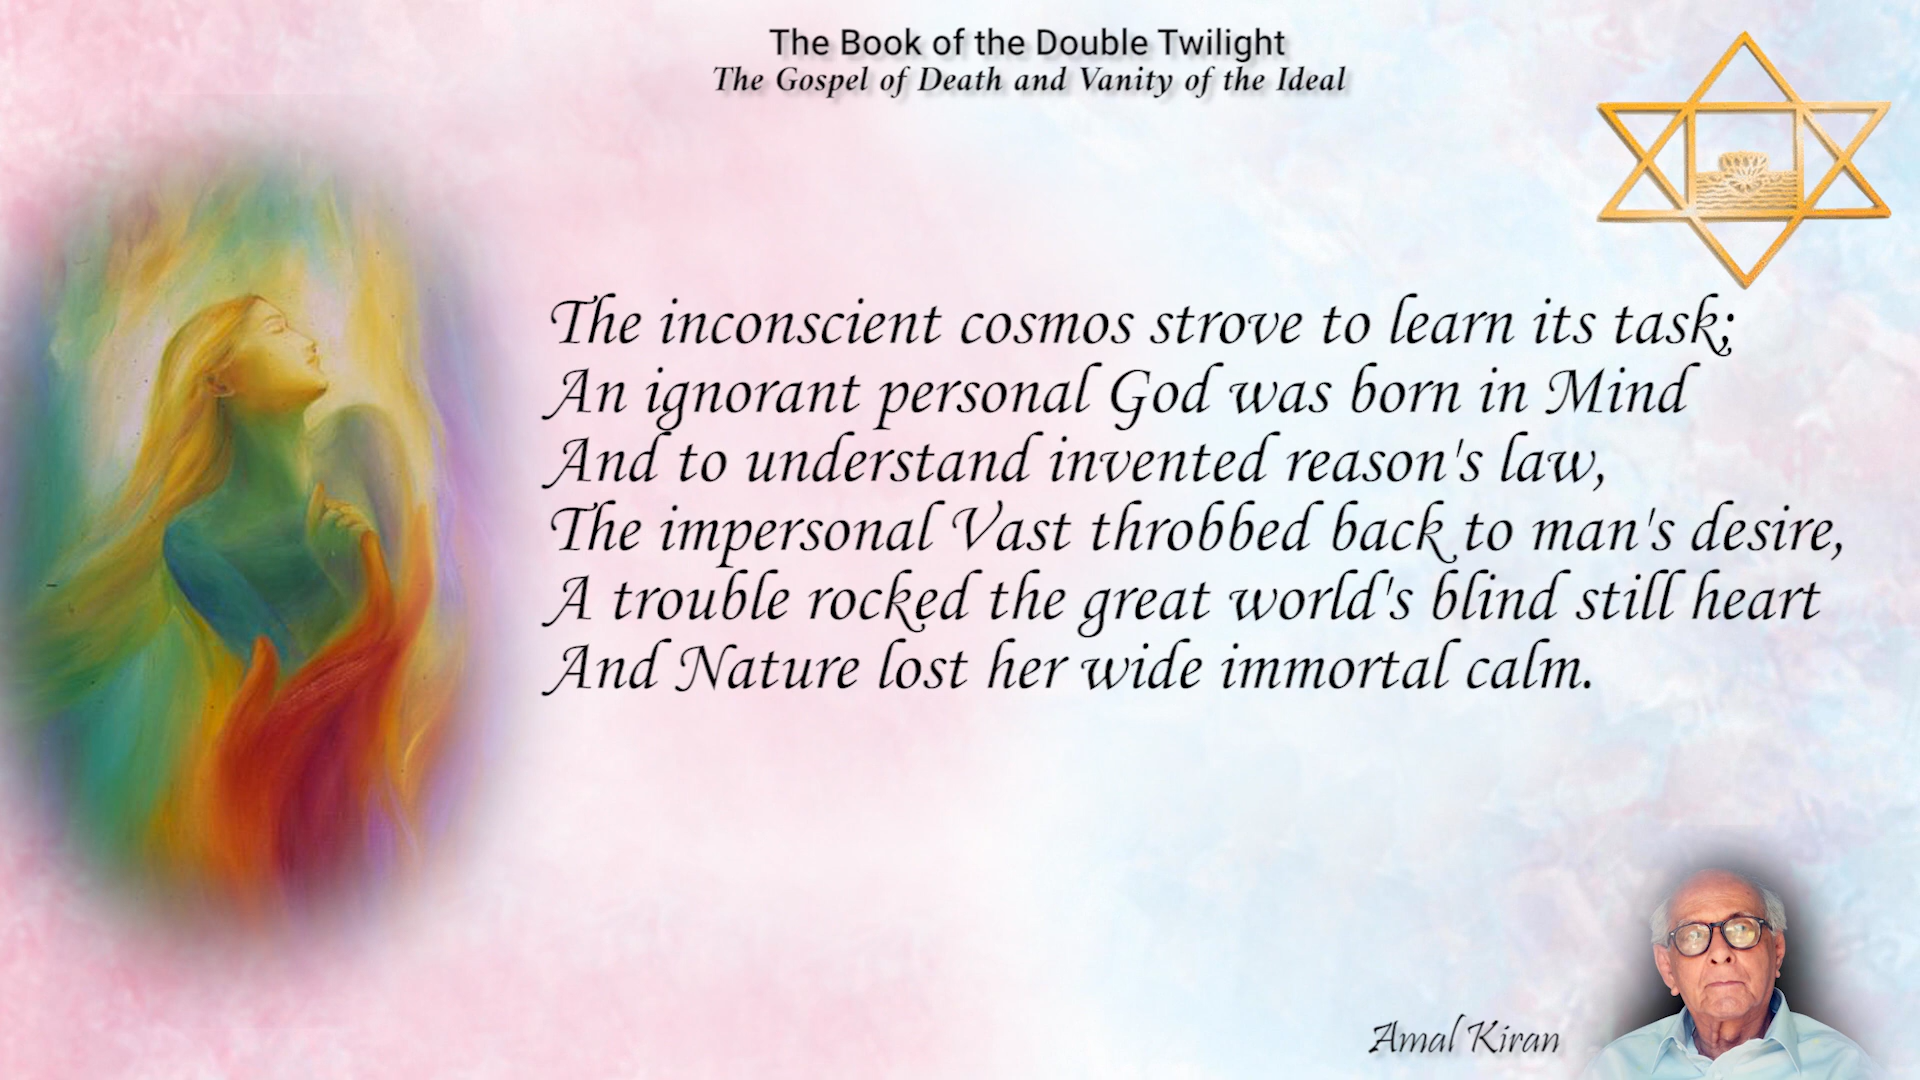 The Book of the Double Twilight
The Gospel of Death and Vanity of the Ideal
The inconscient cosmos strove to learn its task;
An ignorant personal God was born in Mind
And to understand invented reason's law,
The impersonal Vast throbbed back to man's desire,
A trouble rocked the great world's blind still heart
And Nature lost her wide immortal calm.
Amal Kiran